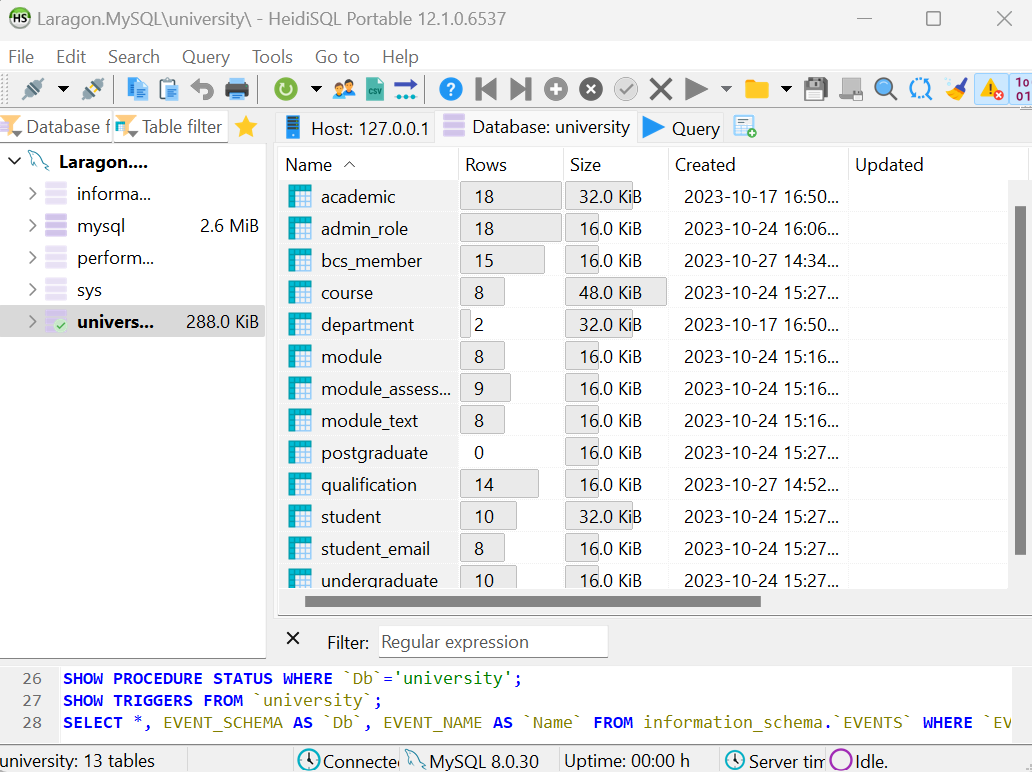 HS Laragon.MySQL\university\ - HeidiSQL Portable 12.1.0.6537
File Edit Search Query Tools Go to Help
CSV
10
01
Database f Table filter Host: 127.0.0.1 Database: university Query
Laragon....
informa...
mysql 2.6 MiB
perform...
sys
univers... 288.0 KiB
Name Rows Size Created Updated
academic 18 32.0 KiB 2023-10-17 16:50...
admin_role 18 16.0 KiB 2023-10-24 16:06...
bcs_member 15 16.0 KiB 2023-10-27 14:34...
course 8 48.0 KiB 2023-10-24 15:27...
department 2 32.0 KiB 2023-10-17 16:50...
module 8 16.0 KiB 2023-10-24 15:16...
module_assess... 9 16.0 KiB 2023-10-24 15:16...
module_text 8 16.0 KiB 2023-10-24 15:16...
postgraduate 0 16.0 KiB 2023-10-24 15:27...
qualification 14 16.0 KiB 2023-10-27 14:52...
student 10 32.0 KiB 2023-10-24 15:27...
student_email 8 16.0 KiB 2023-10-24 15:27...
undergraduate 10 16.0 KiB 2023-10-24 15:27...
Filter: Regular expression
26 SHOW PROCEDURE STATUS WHERE `Db`='university';
27 SHOW TRIGGERS FROM `university`;
28 SELECT *, EVENT_SCHEMA AS `Db`, EVENT_NAME AS `Name` FROM information_schema.`EVENTS` WHERE `EV
university: 13 tables Connected MySQL 8.0.30 Uptime: 00:00 h Server tim Idle.